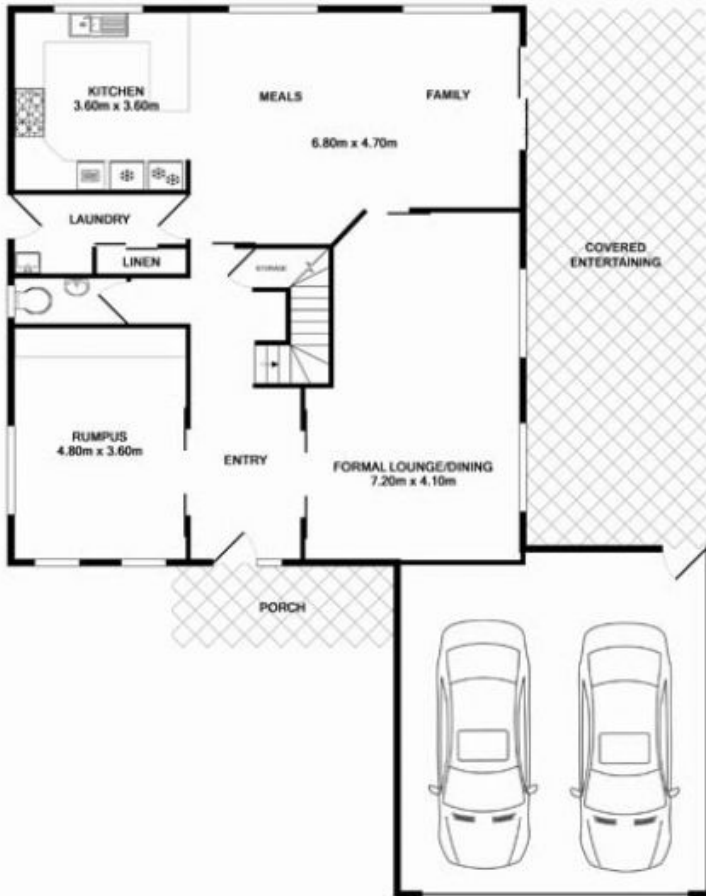 KITCHEN
3.60m x 3.60m
MEALS
FAMILY
6.80m x 4.70m
LAUNDRY
LINEN
STORAGE
COVERED
ENTERTAINING
RUMPUS
4.80m x 3.60m
ENTRY
FORMAL LOUNGE/DINING
7.20m x 4.10m
PORCH